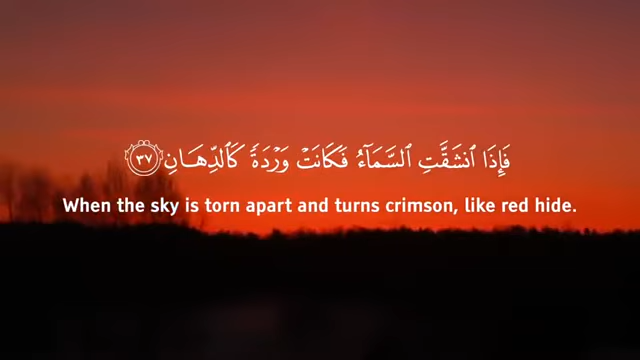 فَإِذَا ٱنشَقَّتِ ٱلسَّمَآءُ فَكَانَتْ وَرْدَةً كَٱلدِّهَانِ ٣٧
When the sky is torn apart and turns crimson, like red hide.